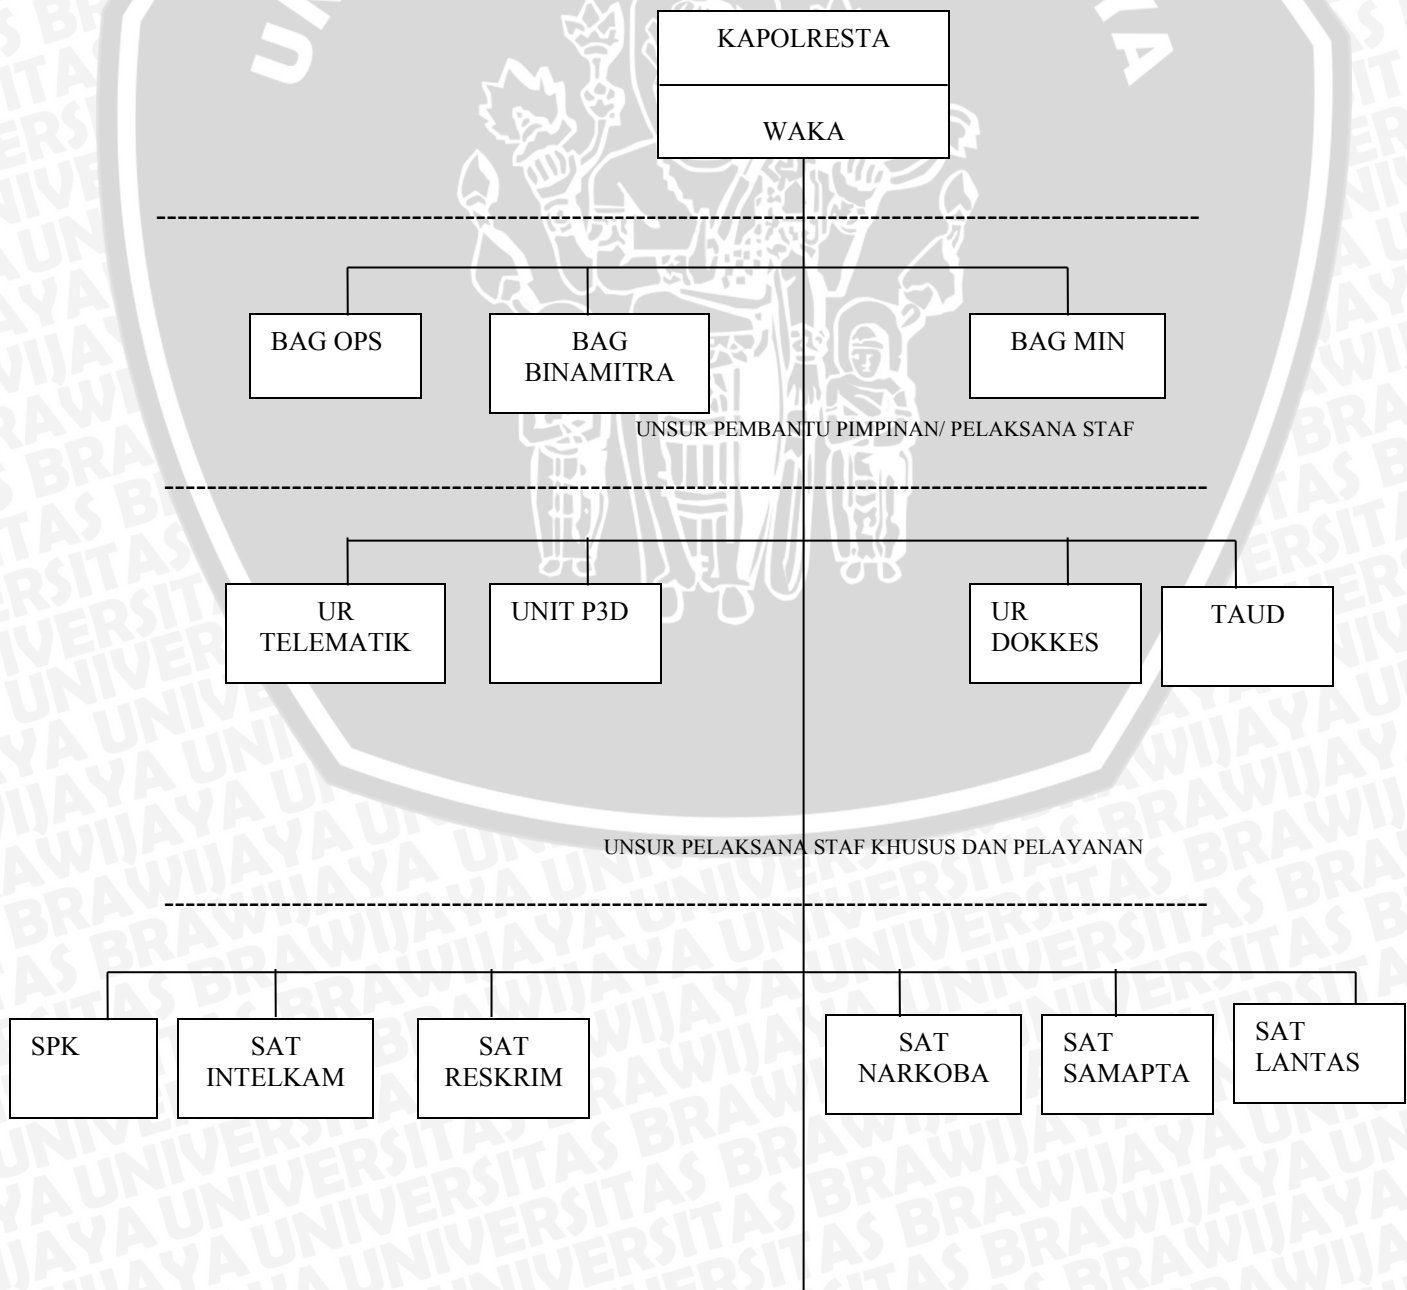 KAPOLRESTA
WAKA
BAG OPS
BAG
BINAMITRA
BAG MIN
UNSUR PEMBANTU PIMPINAN/ PELAKSANA STAF
UR
TELEMATIK
UNIT P3D
UR
DOKKES
TAUD
UNSUR PELAKSANA STAF KHUSUS DAN PELAYANAN
SPK
SAT
INTELKAM
SAT
RESKRIM
SAT
NARKOBA
SAT
SAMAPTA
SAT
LANTAS